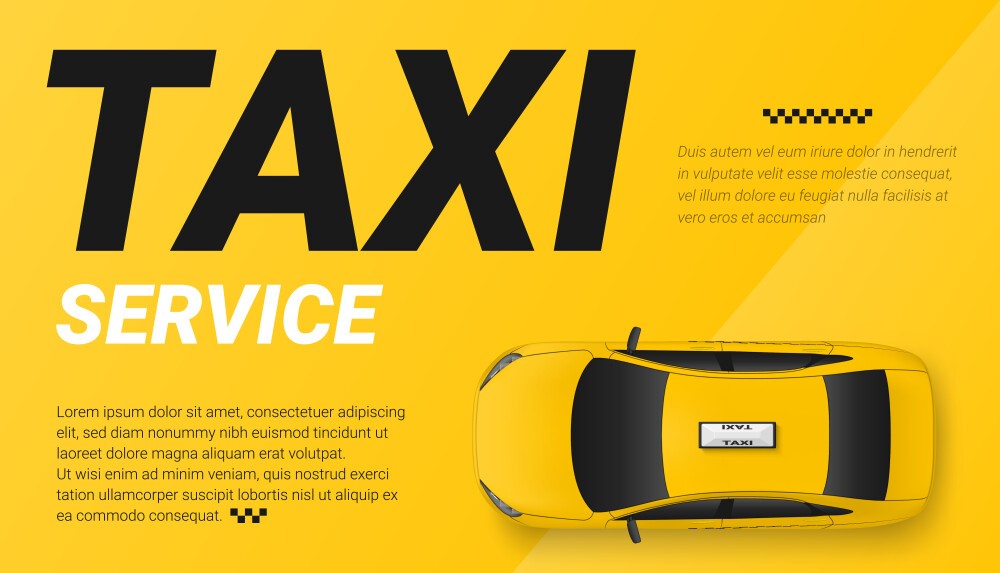 TAXI
SERVICE
Duis autem vel eum iriure dolor in hendrerit
in vulputate velit esse molestie consequat,
vel illum dolore eu feugiat nulla facilisis at
vero eros et accumsan
Lorem ipsum dolor sit amet, consectetuer adipiscing
elit, sed diam nonummy nibh euismod tincidunt ut
laoreet dolore magna aliquam erat volutpat.
Ut wisi enim ad minim veniam, quis nostrud exerci
tation ullamcorper suscipit lobortis nisl ut aliquip ex
ea commodo consequat.
TAXI
TAXI